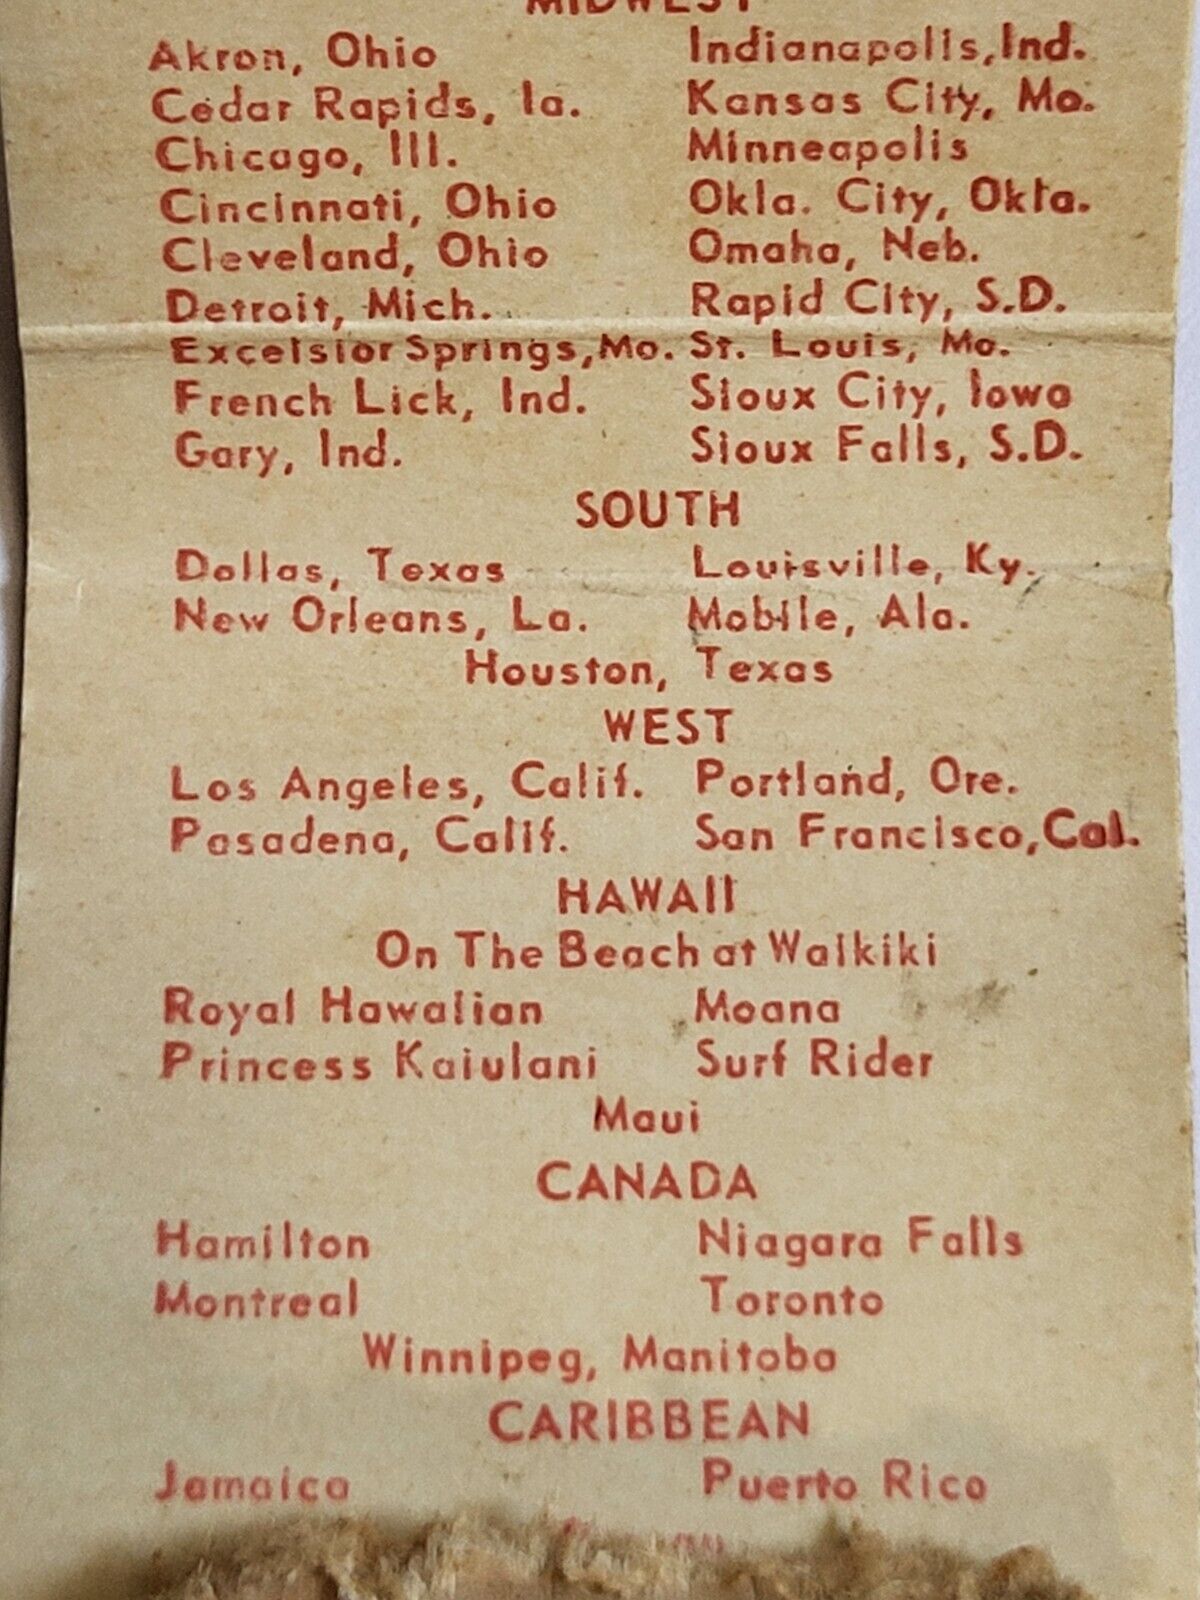 MIDWEST
Akron, Ohio Indianapolis, Ind.
Cedar Rapids, Ia. Kansas City, Mo.
Chicago, Ill. Minneapolis
Cincinnati, Ohio Okla. City, Okla.
Cleveland, Ohio Omaha, Neb.
Detroit, Mich. Rapid City, S.D.
Excelsior Springs, Mo. St. Louis, Mo.
French Lick, Ind. Sioux City, Iowa
Gary, Ind. Sioux Falls, S.D.
SOUTH
Dallas, Texas Louisville, Ky.
New Orleans, La. Mobile, Ala.
Houston, Texas
WEST
Los Angeles, Calif. Portland, Ore.
Pasadena, Calif. San Francisco, Cal.
HAWAII
On The Beach at Waikiki
Royal Hawaiian Moana
Princess Kaiulani Surf Rider
Maui
CANADA
Hamilton Niagara Falls
Montreal Toronto
Winnipeg, Manitoba
CARIBBEAN
Jamaica Puerto Rico